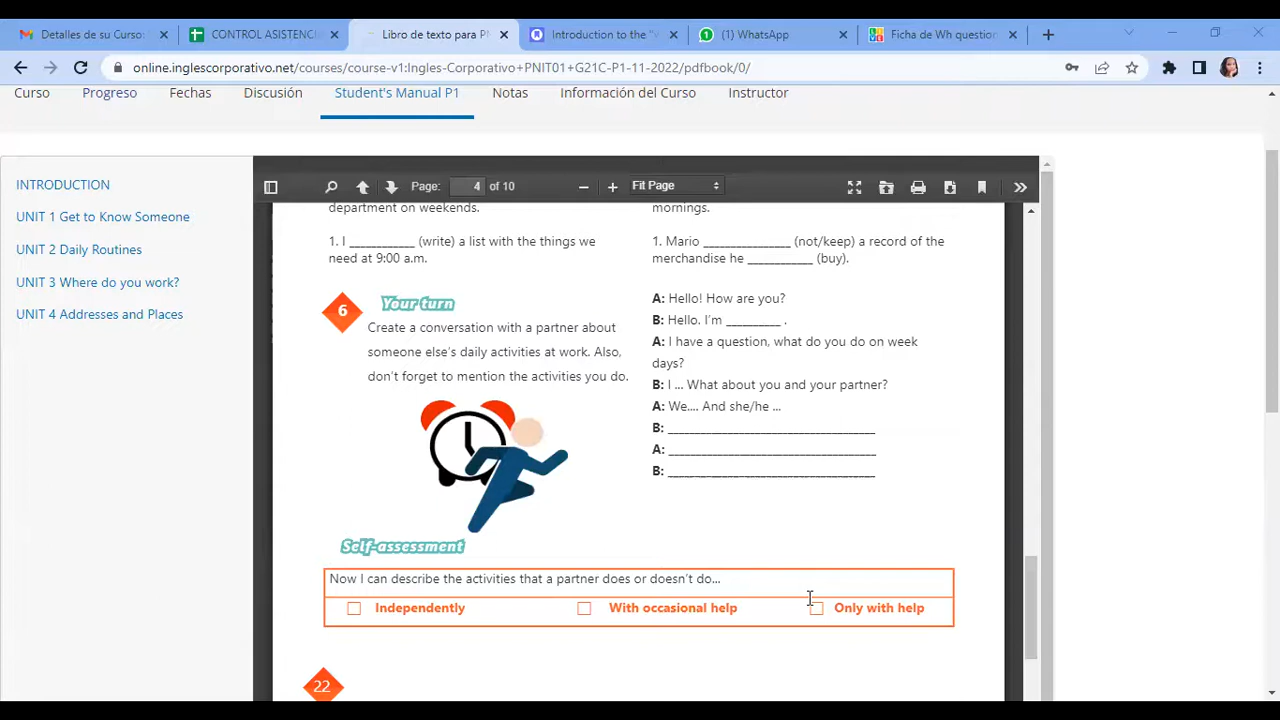 Detalles de su Curso:
CONTROL ASISTENCI
Libro de texto para PN
Introduction to the "v
(1) WhatsApp
Ficha de Wh question
online.inglescorporativo.net/courses/course-v1:Ingles-Corporativo+PNIT01+G21C-P1-11-2022/pdfbook/0/
Curso Progreso Fechas Discusión Student's Manual P1 Notas Información del Curso Instructor
INTRODUCTION
UNIT 1 Get to Know Someone
UNIT 2 Daily Routines
UNIT 3 Where do you work?
UNIT 4 Addresses and Places
Page: 4 of 10 Fit Page
department on weekends.
1. I ____________ (write) a list with the things we
need at 9:00 a.m.
mornings.
1. Mario ________________ (not/keep) a record of the
merchandise he ____________ (buy).
6 Your turn
Create a conversation with a partner about
someone else's daily activities at work. Also,
don't forget to mention the activities you do.
A: Hello! How are you?
B: Hello. I'm __________ .
A: I have a question, what do you do on week
days?
B: I ... What about you and your partner?
A: We.... And she/he ...
B: ______________________________________
A: ______________________________________
B: ______________________________________
Self-assessment
Now I can describe the activities that a partner does or doesn't do...
Independently With occasional help Only with help
22